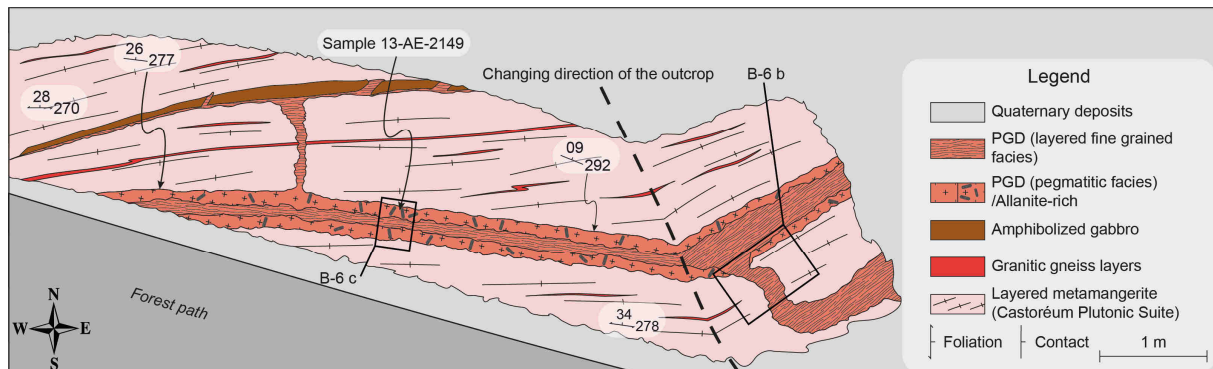 26
277
28
270
Sample 13-AE-2149
Changing direction of the outcrop
B-6 b
09
292
B-6 c
34
278
Forest path
N
W E
S
Legend
Quaternary deposits
PGD (layered fine grained
facies)
PGD (pegmatitic facies)
/Allanite-rich
Amphibolized gabbro
Granitic gneiss layers
Layered metamangerite
(Castoréum Plutonic Suite)
Foliation
Contact
1 m